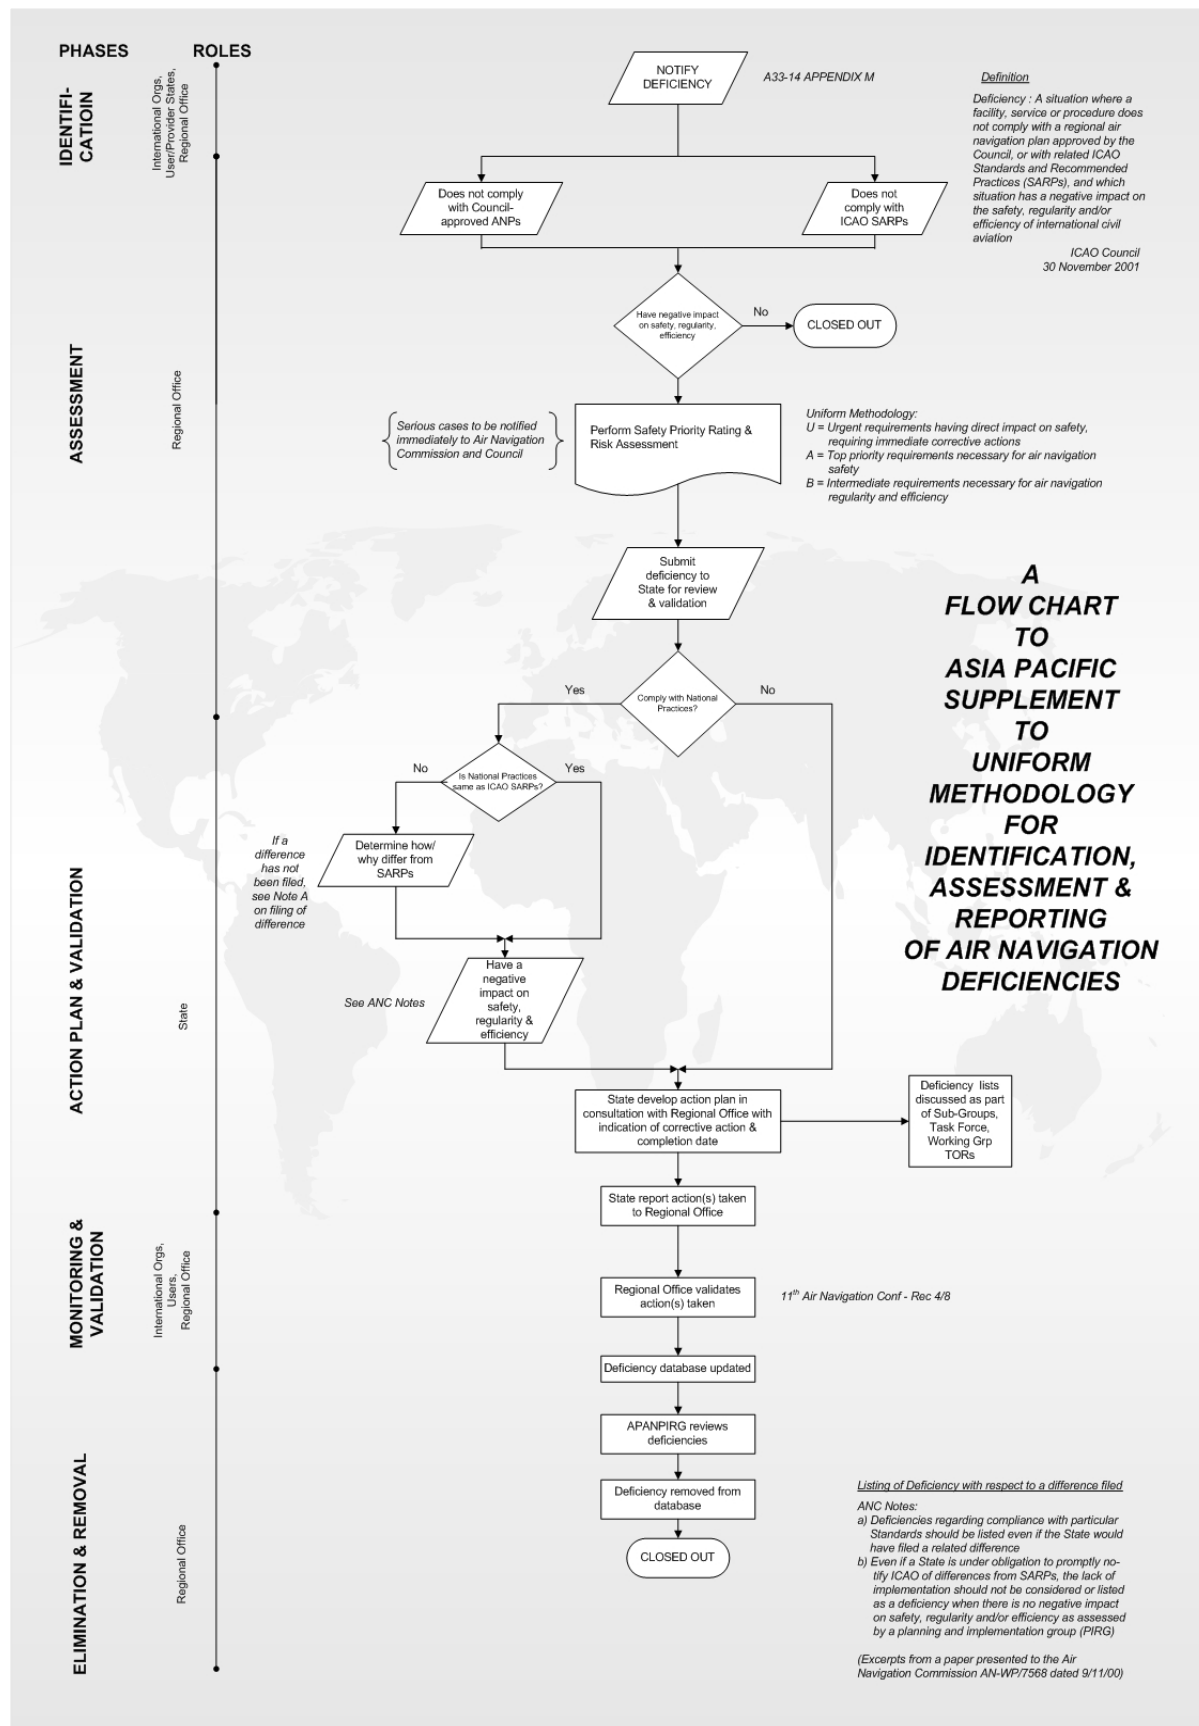 PHASES
ROLES
IDENTIFI-
CATIOIN
International Orgs,
User/Provider States,
Regional Office
NOTIFY
DEFICIENCY
A33-14 APPENDIX M
Definition
Deficiency : A situation where a
facility, service or procedure does
not comply with a regional air
navigation plan approved by the
Council, or with related ICAO
Standards and Recommended
Practices (SARPs), and which
situation has a negative impact on
the safety, regularity and/or
efficiency of international civil
aviation
ICAO Council
30 November 2001
Does not comply
with Council-
approved ANPs
Does not
comply with
ICAO SARPs
Have negative impact
on safety, regularity,
efficiency
No
CLOSED OUT
ASSESSMENT
Regional Office
Serious cases to be notified
immediately to Air Navigation
Commission and Council
Perform Safety Priority Rating &
Risk Assessment
Uniform Methodology:
U = Urgent requirements having direct impact on safety,
requiring immediate corrective actions
A = Top priority requirements necessary for air navigation
safety
B = Intermediate requirements necessary for air navigation
regularity and efficiency
Submit
deficiency to
State for review
& validation
A
FLOW CHART
TO
ASIA PACIFIC
SUPPLEMENT
TO
UNIFORM
METHODOLOGY
FOR
IDENTIFICATION,
ASSESSMENT &
REPORTING
OF AIR NAVIGATION
DEFICIENCIES
Yes
Comply with National
Practices?
No
No
Is National Practices
same as ICAO SARPs?
Yes
ACTION PLAN & VALIDATION
State
If a
difference
has not
been filed,
see Note A
on filing of
difference
Determine how/
why differ from
SARPs
See ANC Notes
Have a
negative
impact on
safety,
regularity &
efficiency
State develop action plan in
consultation with Regional Office with
indication of corrective action &
completion date
Deficiency lists
discussed as part
of Sub-Groups,
Task Force,
Working Grp
TORs
State report action(s) taken
to Regional Office
MONITORING &
VALIDATION
International Orgs,
Users,
Regional Office
Regional Office validates
action(s) taken
11th Air Navigation Conf - Rec 4/8
Deficiency database updated
APANPIRG reviews
deficiencies
ELIMINATION & REMOVAL
Regional Office
Deficiency removed from
database
CLOSED OUT
Listing of Deficiency with respect to a difference filed
ANC Notes:
a) Deficiencies regarding compliance with particular
Standards should be listed even if the State would
have filed a related difference
b) Even if a State is under obligation to promptly no-
tify ICAO of differences from SARPs, the lack of
implementation should not be considered or listed
as a deficiency when there is no negative impact
on safety, regularity and/or efficiency as assessed
by a planning and implementation group (PIRG)
(Excerpts from a paper presented to the Air
Navigation Commission AN-WP/7568 dated 9/11/00)